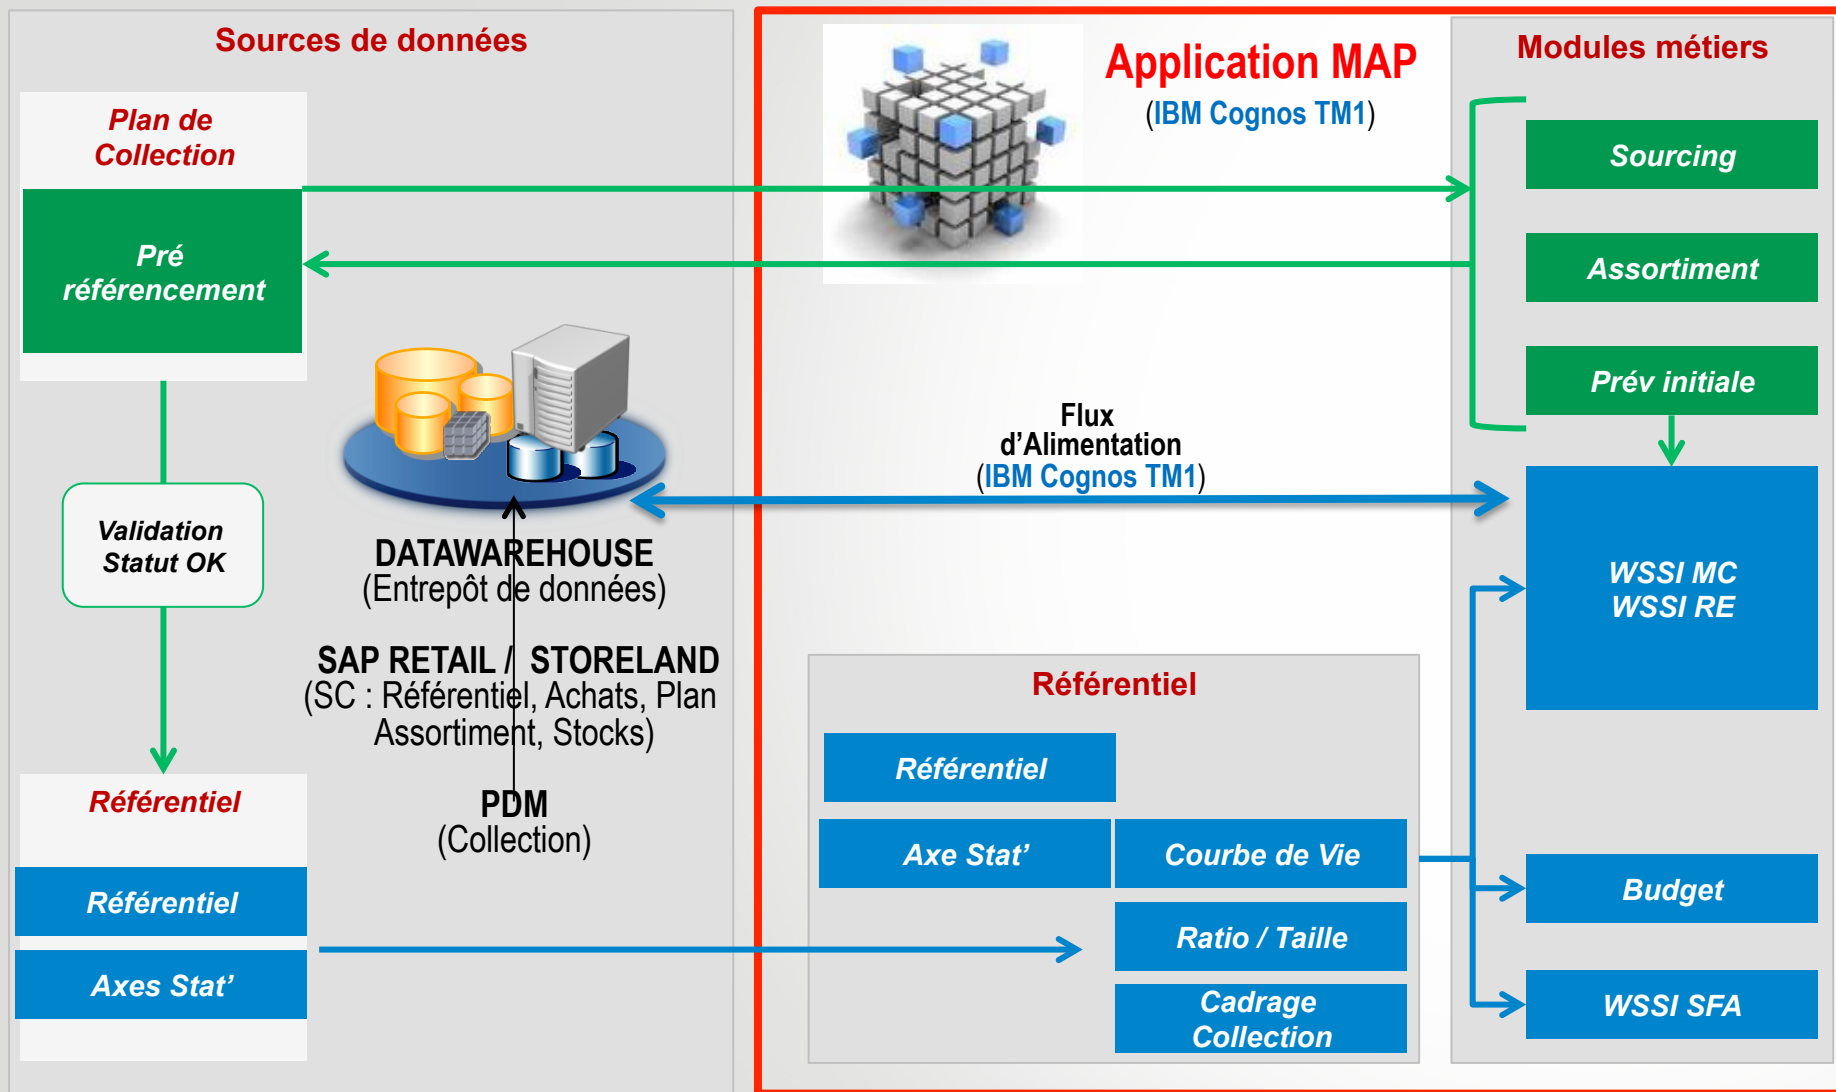 Sources de données
Plan de
Collection
Pré
référencement
Validation
Statut OK
Référentiel
Référentiel
Axes Stat’
DATAWAREHOUSE
(Entrepôt de données)
SAP RETAIL / STORELAND
(SC : Référentiel, Achats, Plan
Assortiment, Stocks)
PDM
(Collection)
Application MAP
(IBM Cognos TM1)
Flux
d’Alimentation
(IBM Cognos TM1)
Référentiel
Référentiel
Axe Stat’
Courbe de Vie
Ratio / Taille
Cadrage
Collection
Modules métiers
Sourcing
Assortiment
Prév initiale
WSSI MC
WSSI RE
Budget
WSSI SFA